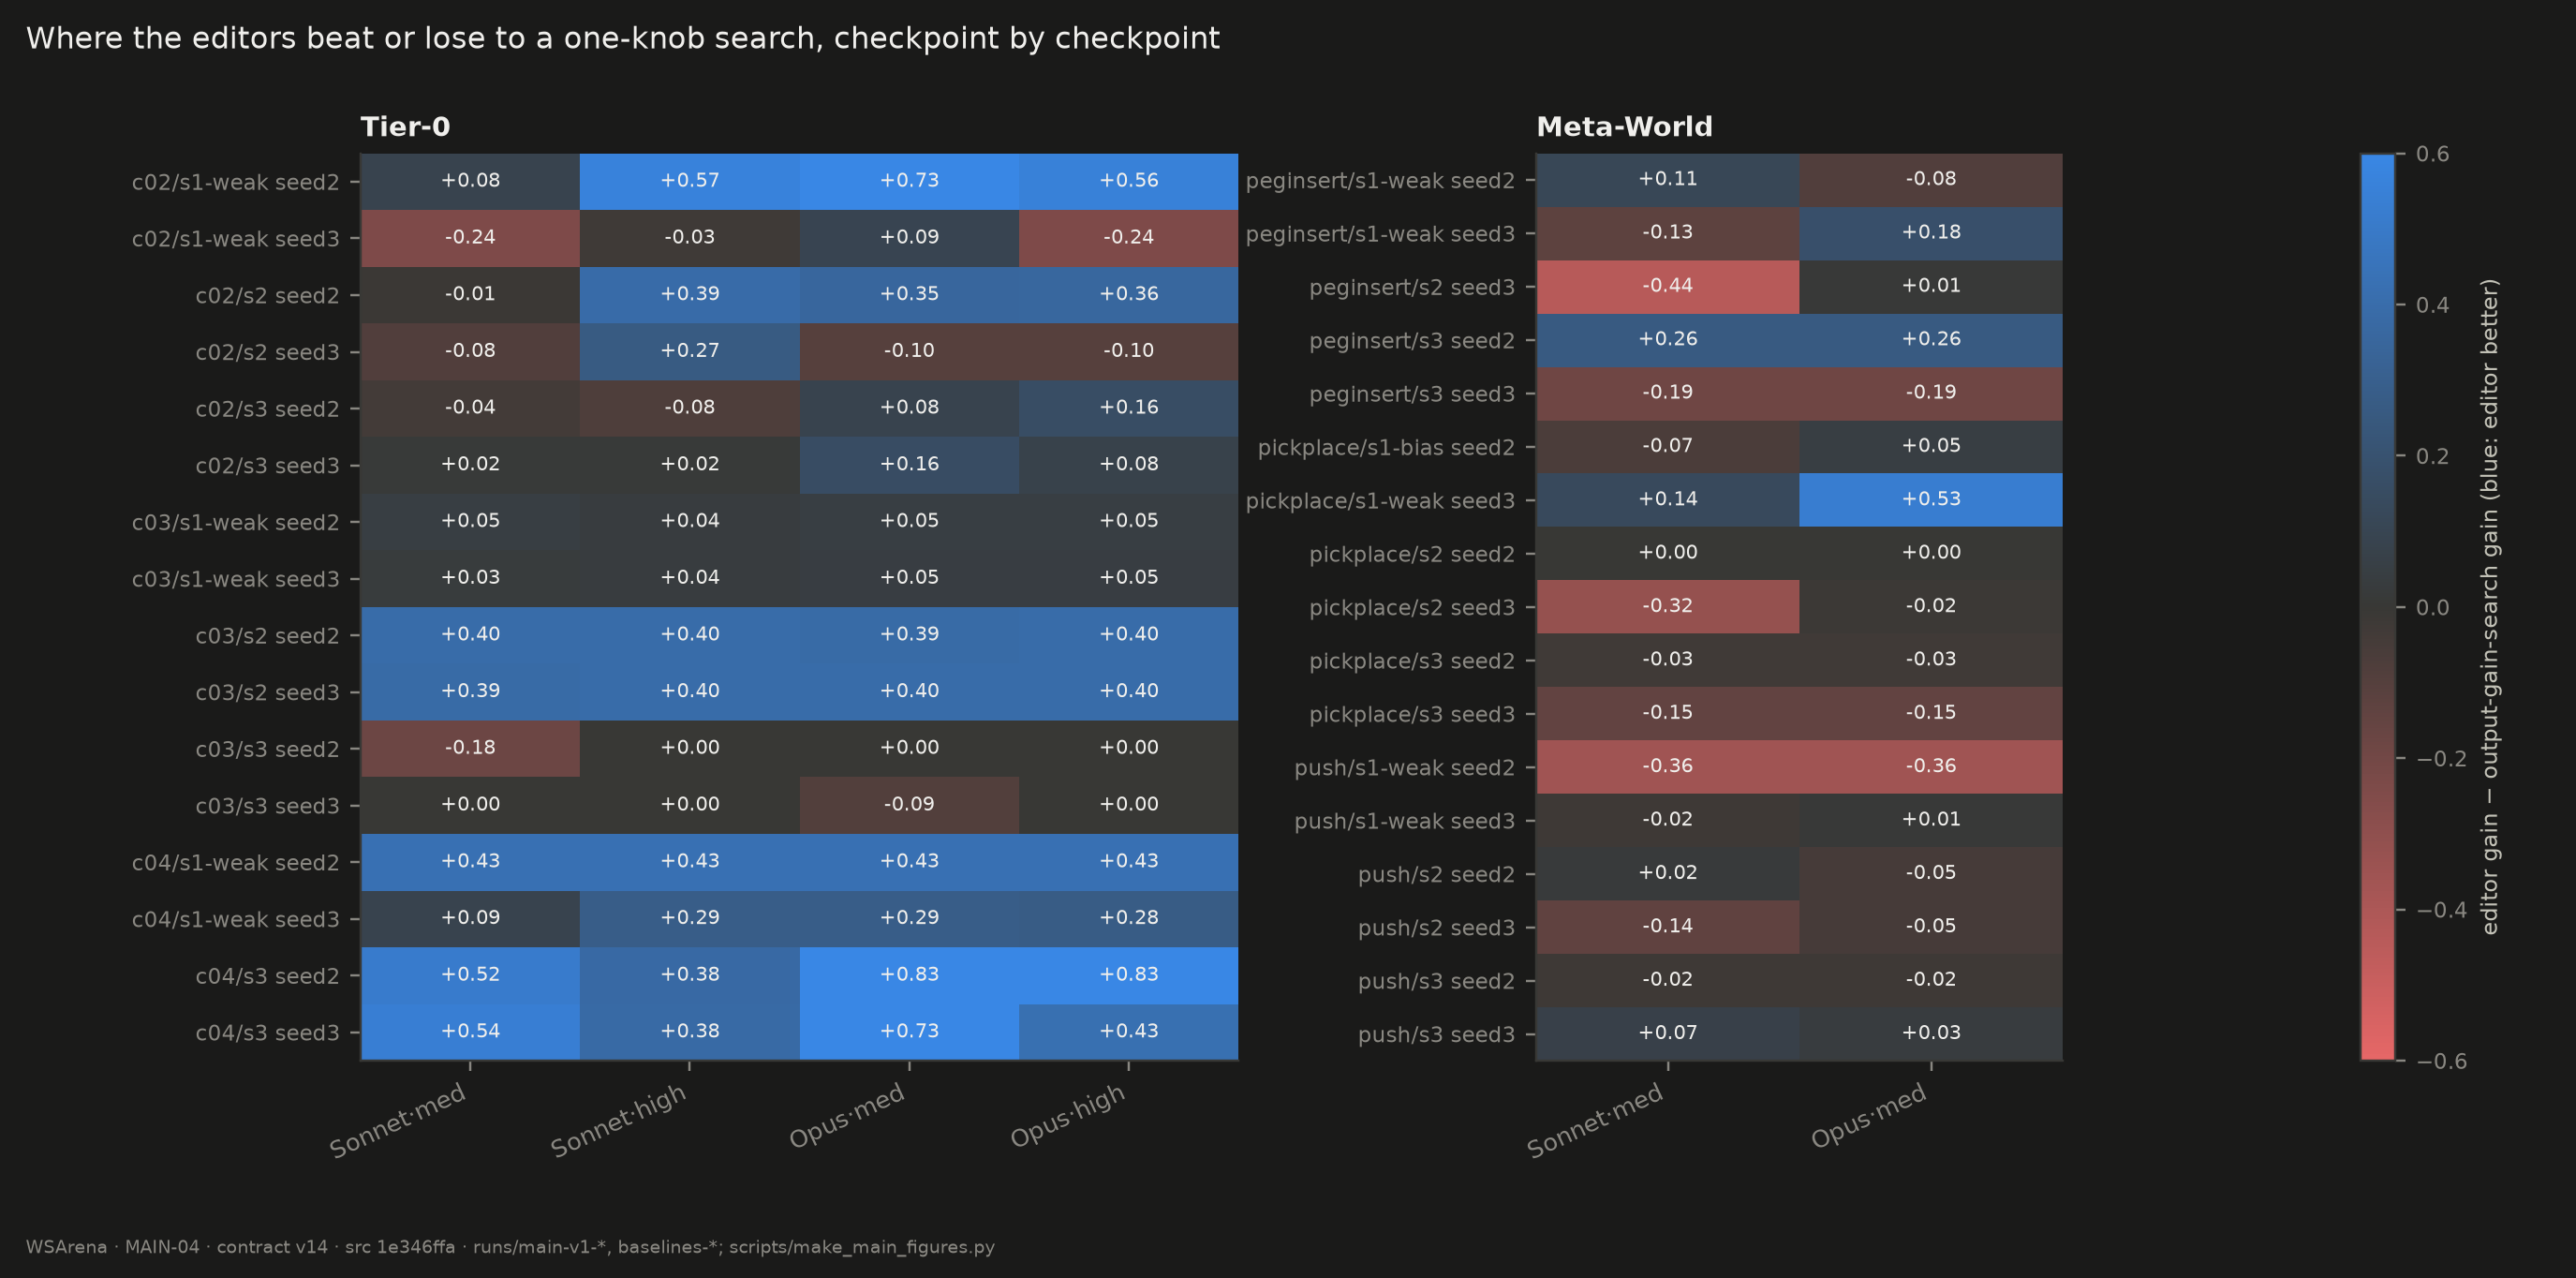 Where the editors beat or lose to a one-knob search, checkpoint by checkpoint
Tier-0
c02/s1-weak seed2 +0.08 +0.57 +0.73 +0.56
c02/s1-weak seed3 -0.24 -0.03 +0.09 -0.24
c02/s2 seed2 -0.01 +0.39 +0.35 +0.36
c02/s2 seed3 -0.08 +0.27 -0.10 -0.10
c02/s3 seed2 -0.04 -0.08 +0.08 +0.16
c02/s3 seed3 +0.02 +0.02 +0.16 +0.08
c03/s1-weak seed2 +0.05 +0.04 +0.05 +0.05
c03/s1-weak seed3 +0.03 +0.04 +0.05 +0.05
c03/s2 seed2 +0.40 +0.40 +0.39 +0.40
c03/s2 seed3 +0.39 +0.40 +0.40 +0.40
c03/s3 seed2 -0.18 +0.00 +0.00 +0.00
c03/s3 seed3 +0.00 +0.00 -0.09 +0.00
c04/s1-weak seed2 +0.43 +0.43 +0.43 +0.43
c04/s1-weak seed3 +0.09 +0.29 +0.29 +0.28
c04/s3 seed2 +0.52 +0.38 +0.83 +0.83
c04/s3 seed3 +0.54 +0.38 +0.73 +0.43
Sonnet·med Sonnet·high Opus·med Opus·high
Meta-World
peginsert/s1-weak seed2 +0.11 -0.08
peginsert/s1-weak seed3 -0.13 +0.18
peginsert/s2 seed3 -0.44 +0.01
peginsert/s3 seed2 +0.26 +0.26
peginsert/s3 seed3 -0.19 -0.19
pickplace/s1-bias seed2 -0.07 +0.05
pickplace/s1-weak seed3 +0.14 +0.53
pickplace/s2 seed2 +0.00 +0.00
pickplace/s2 seed3 -0.32 -0.02
pickplace/s3 seed2 -0.03 -0.03
pickplace/s3 seed3 -0.15 -0.15
push/s1-weak seed2 -0.36 -0.36
push/s1-weak seed3 -0.02 +0.01
push/s2 seed2 +0.02 -0.05
push/s2 seed3 -0.14 -0.05
push/s3 seed2 -0.02 -0.02
push/s3 seed3 +0.07 +0.03
Sonnet·med Opus·med
0.6
0.4
0.2
0.0
−0.2
−0.4
−0.6
editor gain − output-gain-search gain (blue: editor better)
WSArena · MAIN-04 · contract v14 · src 1e346ffa · runs/main-v1-*, baselines-*; scripts/make_main_figures.py